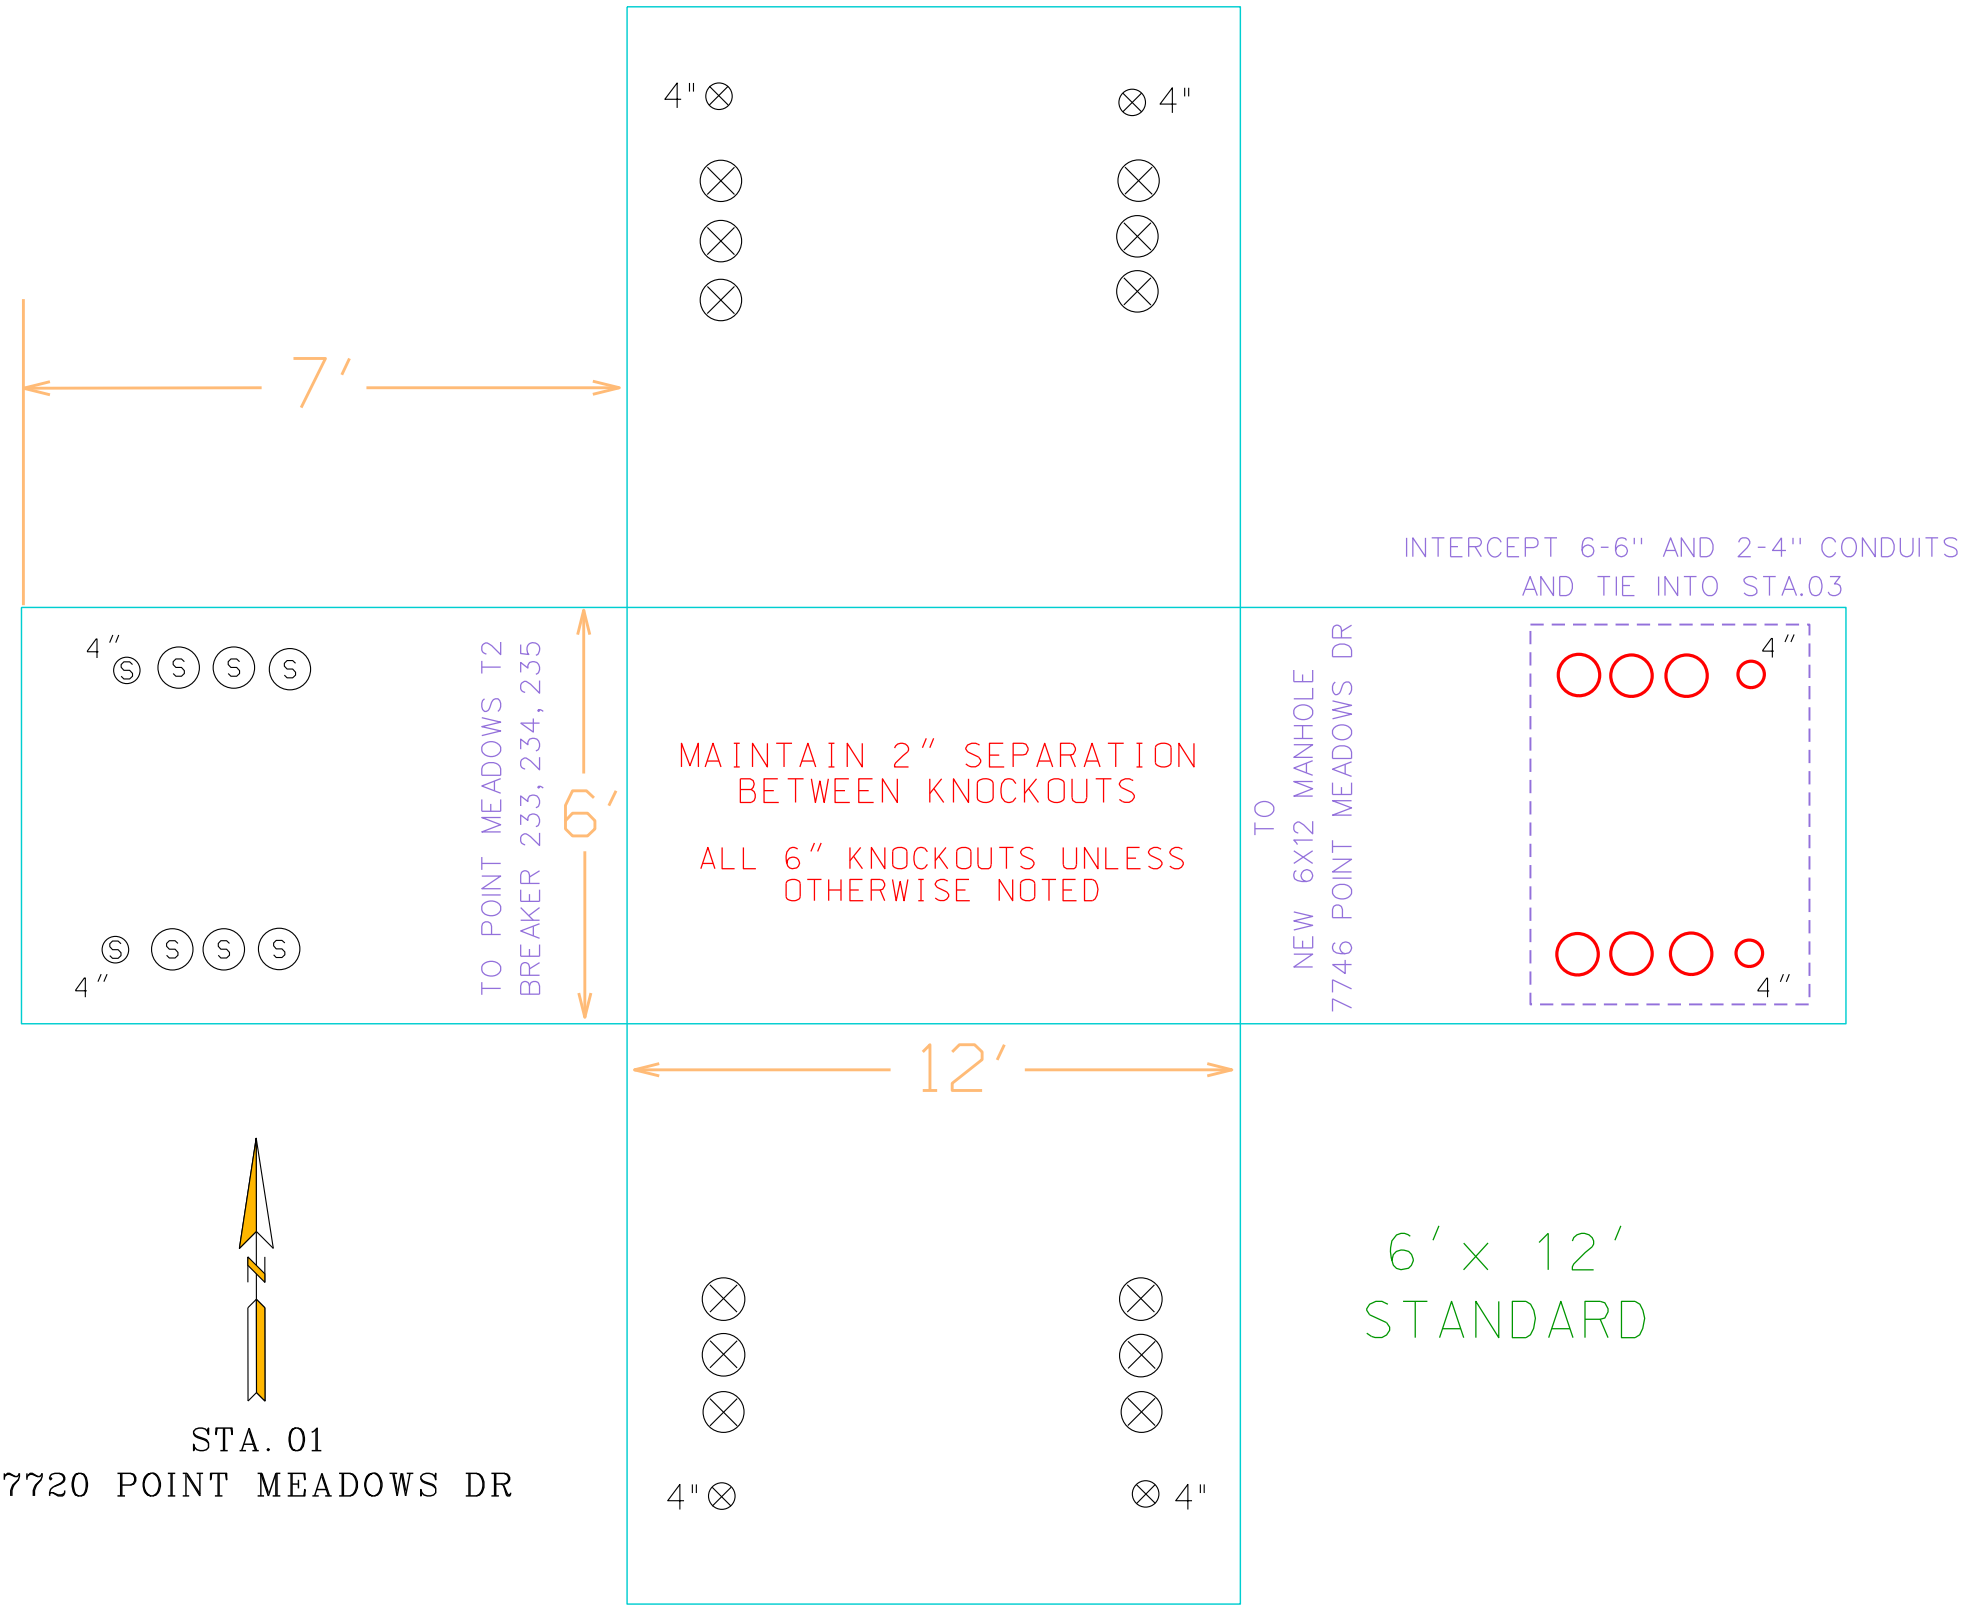 4" 4"
7'
INTERCEPT 6-6" AND 2-4" CONDUITS
AND TIE INTO STA.03
4"
S S S S
4"
TO POINT MEADOWS T2
BREAKER 233,234,235
6'
MAINTAIN 2" SEPARATION
BETWEEN KNOCKOUTS
ALL 6" KNOCKOUTS UNLESS
OTHERWISE NOTED
TO
NEW 6X12 MANHOLE
7746 POINT MEADOWS DR
S S S S
4"
4"
12'
N
6'x 12'
STANDARD
STA.01
7720 POINT MEADOWS DR
4" 4"